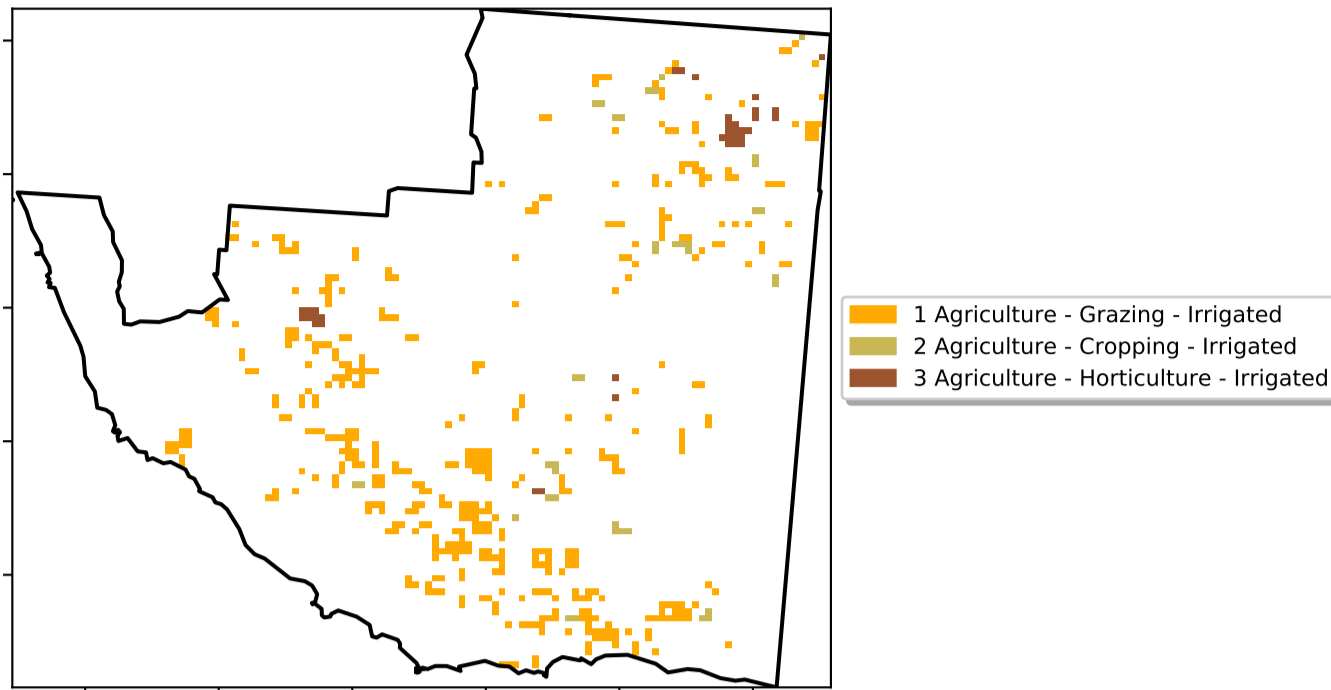 1 Agriculture - Grazing - Irrigated
2 Agriculture - Cropping - Irrigated
3 Agriculture - Horticulture - Irrigated